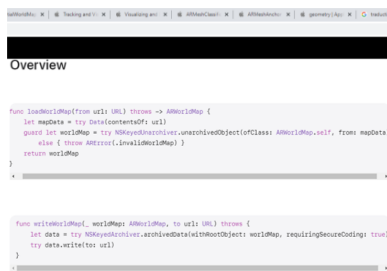 Tracking and Vi
Visualizing and
ARMeshClassifi
ARMeshAnchor
geometry | App
Overview
func loadWorldMap(from url: URL) throws -> ARWorldMap {
let mapData = try Data(contentsOf: url)
guard let worldMap = try NSKeyedUnarchiver.unarchivedObject(ofClass: ARWorldMap.self, from: mapData
else { throw ARError(.invalidWorldMap) }
return worldMap
}
func writeWorldMap(_ worldMap: ARWorldMap, to url: URL) throws {
let data = try NSKeyedArchiver.archivedData(withRootObject: worldMap, requiringSecureCoding: true)
try data.write(to: url)
}